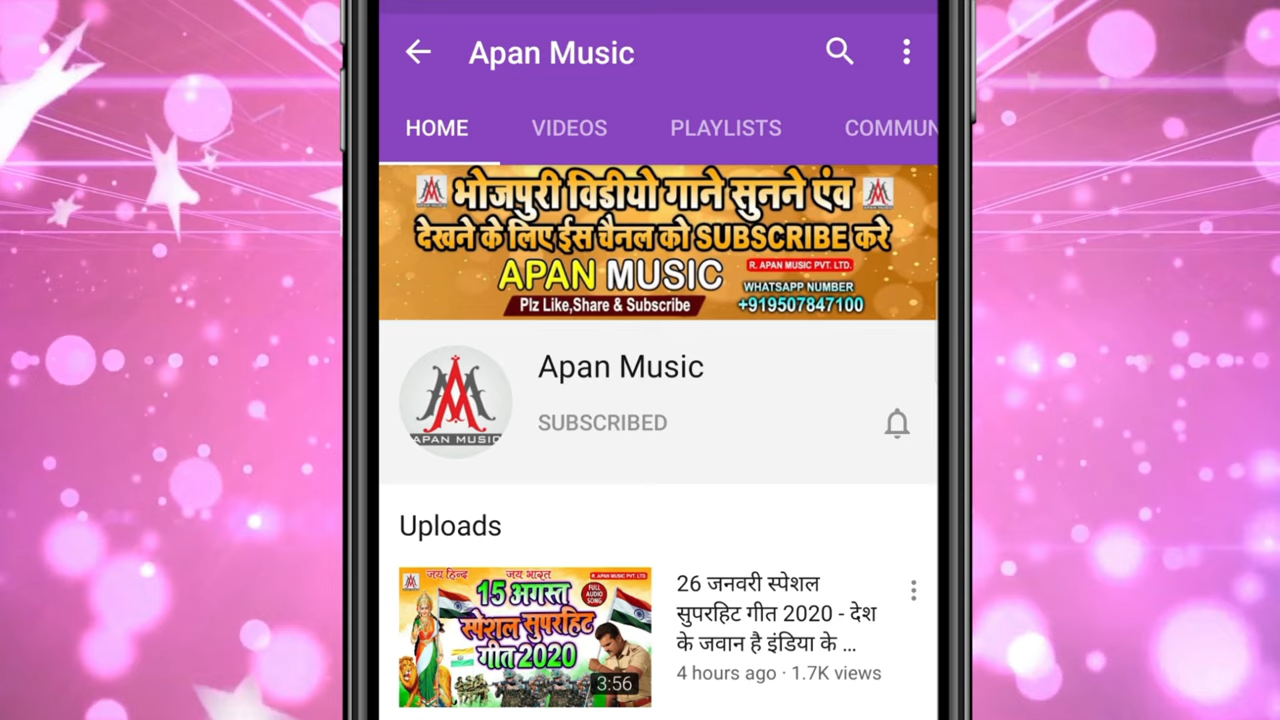 Apan Music
HOME VIDEOS PLAYLISTS COMMUN
भोजपुरी विडीयो गाने सुनने एंव
देखने के लिए ईस चैनल को SUBSCRIBE करे
APAN MUSIC
R. APAN MUSIC PVT. LTD.
WHATSAPP NUMBER
+919507847100
Plz Like,Share & Subscribe
APAN MUSIC
Apan Music
SUBSCRIBED
Uploads
जय हिन्द जय भारत
R. APAN MUSIC PVT. LTD.
15 अगस्त
FULL
AUDIO
SONG
स्पेशल सुपरहिट
गीत 2020
3:56
26 जनवरी स्पेशल
सुपरहिट गीत 2020 - देश
के जवान है इंडिया के ...
4 hours ago · 1.7K views